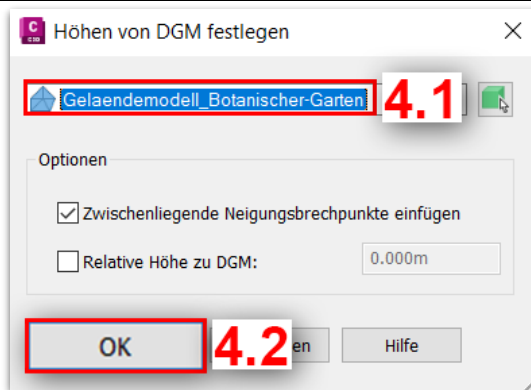 C
C3D
Höhen von DGM festlegen
Gelaendemodell_Botanischer-Garten
4.1
Optionen
Zwischenliegende Neigungsbrechpunkte einfügen
Relative Höhe zu DGM:
0.000m
OK
4.2
en
Hilfe